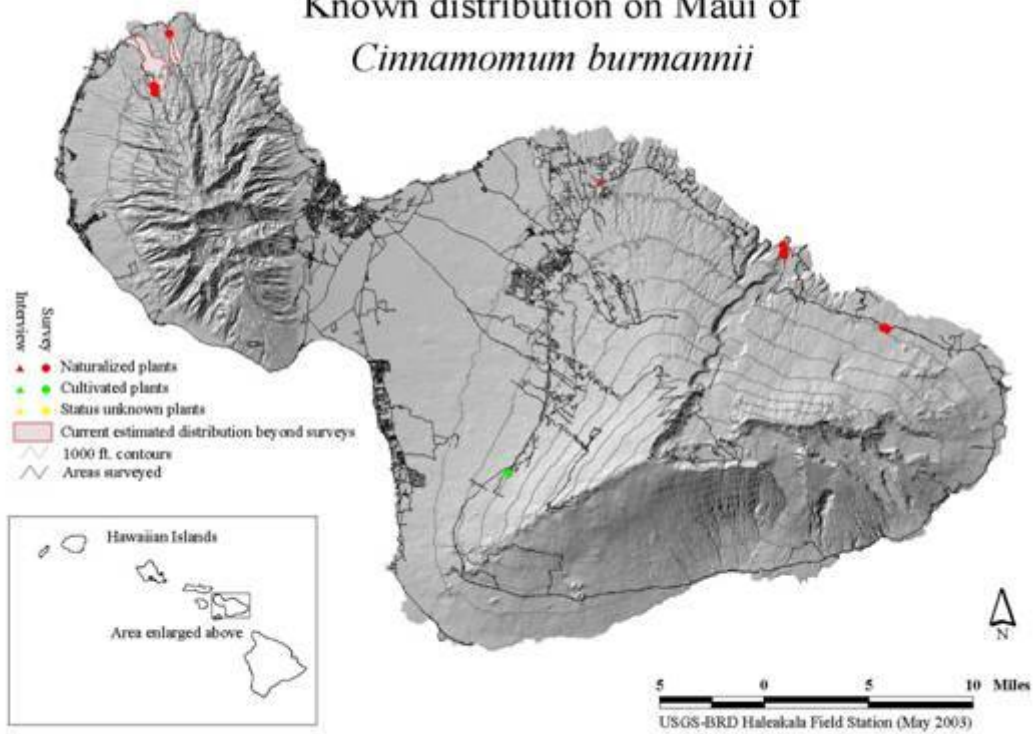 Known distribution on Maui of
Cinnamomum burmannii
Interview
Survey
Naturalized plants
Cultivated plants
Status unknown plants
Current estimated distribution beyond surveys
1000 ft. contours
Areas surveyed
Hawaiian Islands
Area enlarged above
N
5 0 5 10 Miles
USGS-BRD Haleakala Field Station (May 2003)